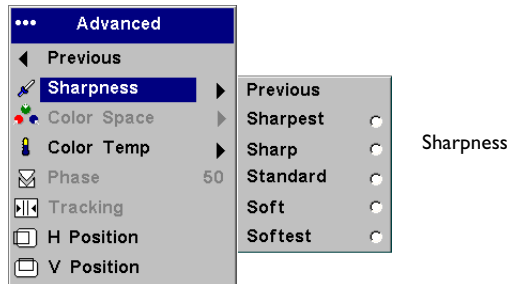 Advanced
Previous
Sharpness
Color Space
Color Temp
Phase 50
Tracking
H Position
V Position
Previous
Sharpest
Sharp
Standard
Soft
Softest
Sharpness